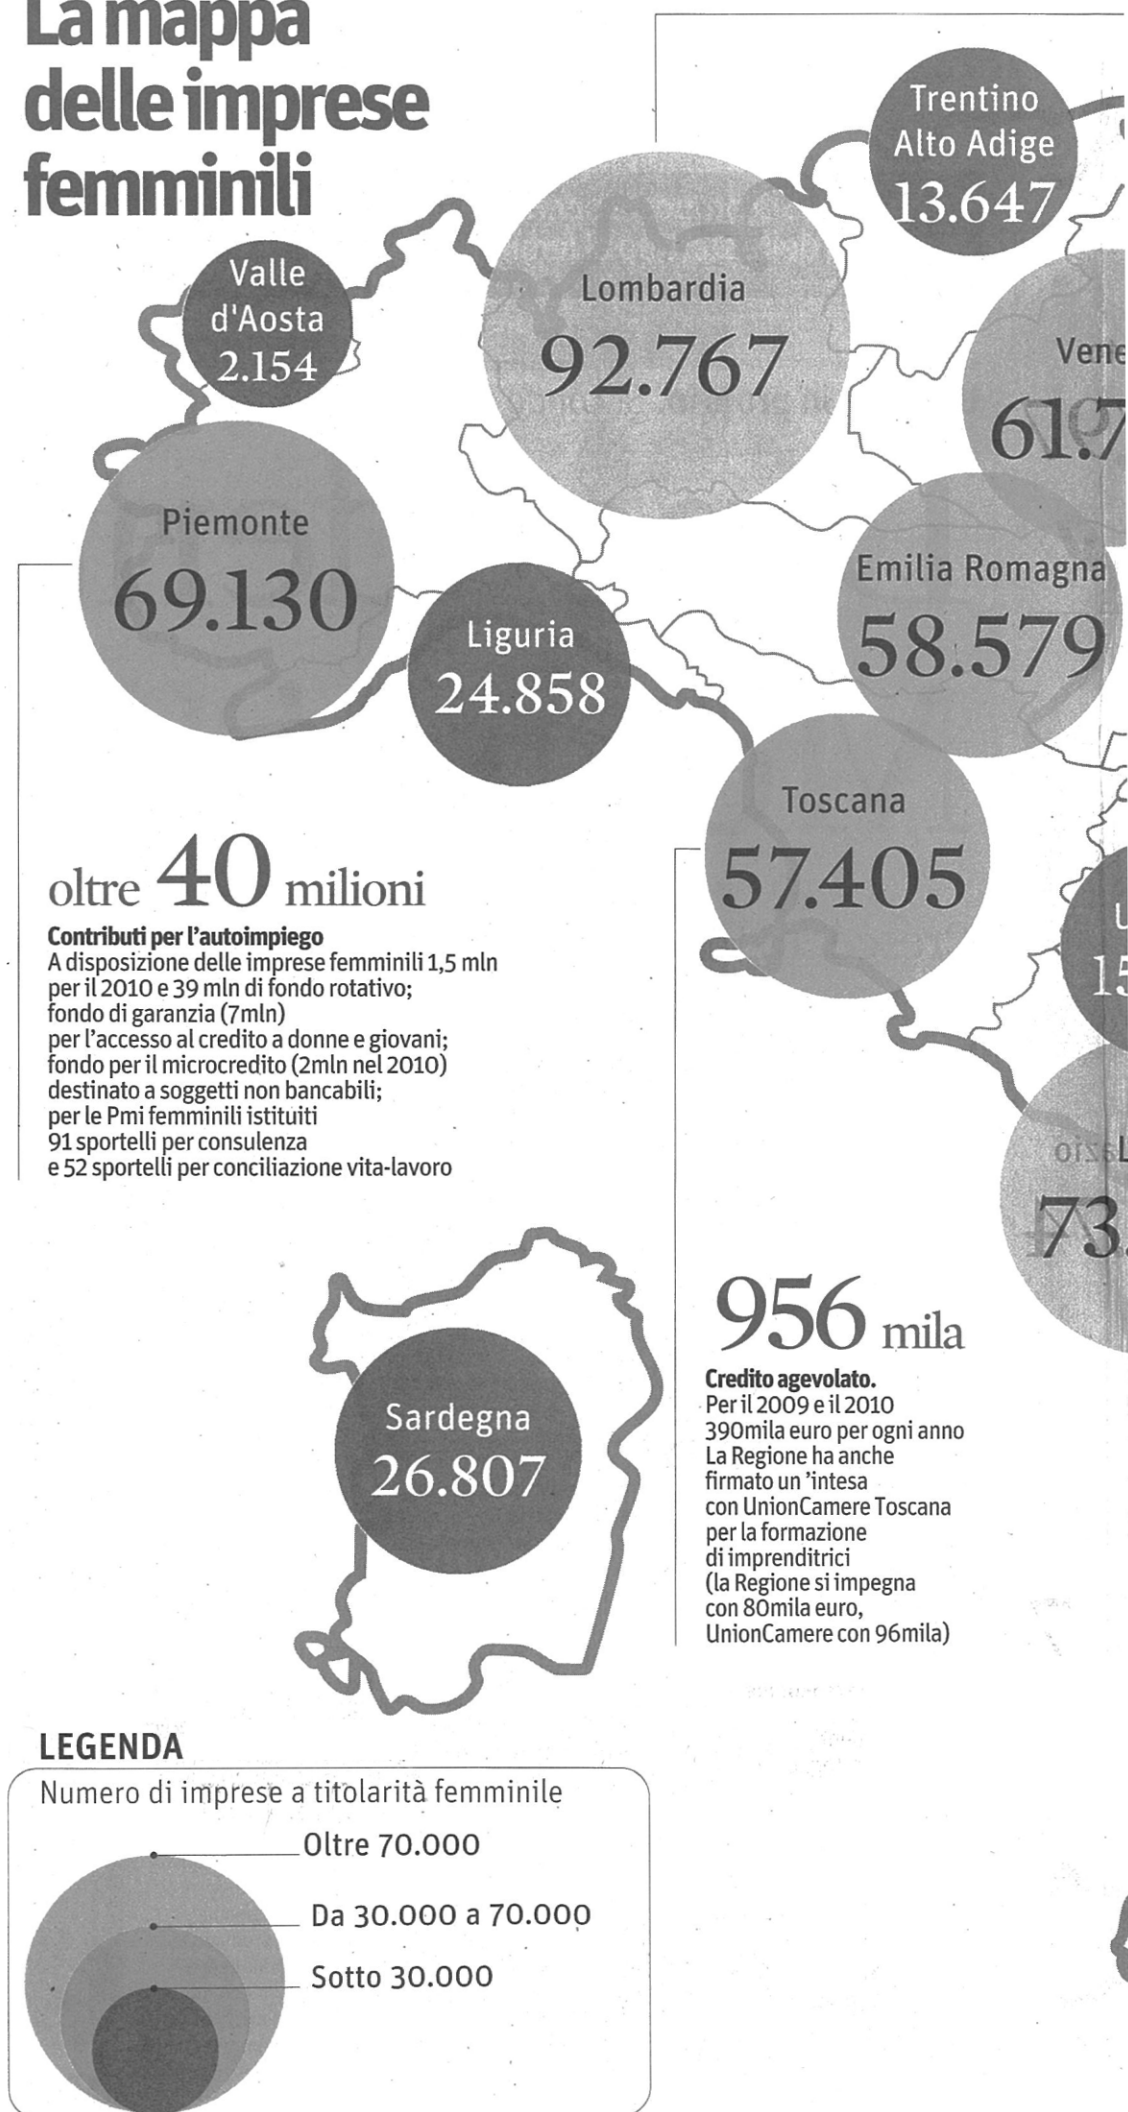 La mappa
delle imprese
femminili
Trentino
Alto Adige
13.647
Valle
d'Aosta
2.154
Lombardia
92.767
Vene
61.7
Piemonte
69.130
Emilia Romagna
58.579
Liguria
24.858
Toscana
57.405
oltre 40 milioni
Contributi per l'autoimpiego
A disposizione delle imprese femminili 1,5 mln
per il 2010 e 39 mln di fondo rotativo;
fondo di garanzia (7mln)
per l'accesso al credito a donne e giovani;
fondo per il microcredito (2mln nel 2010)
destinato a soggetti non bancabili;
per le Pmi femminili istituiti
91 sportelli per consulenza
e 52 sportelli per conciliazione vita-lavoro
U
15
L
73.
956 mila
Credito agevolato.
Per il 2009 e il 2010
390mila euro per ogni anno
La Regione ha anche
firmato un 'intesa
con UnionCamere Toscana
per la formazione
di imprenditrici
(la Regione si impegna
con 80mila euro,
UnionCamere con 96mila)
Sardegna
26.807
LEGENDA
Numero di imprese a titolarità femminile
Oltre 70.000
Da 30.000 a 70.000
Sotto 30.000